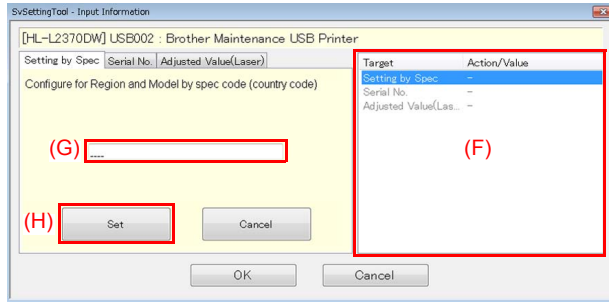 SvSettingTool - Input Information
[HL-L2370DW] USB002 : Brother Maintenance USB Printer
Setting by Spec Serial No. Adjusted Value(Laser)
Configure for Region and Model by spec code (country code)
(G) ----
(H) Set Cancel
Target Action/Value
Setting by Spec -
Serial No. -
Adjusted Value(Las... -
(F)
OK Cancel